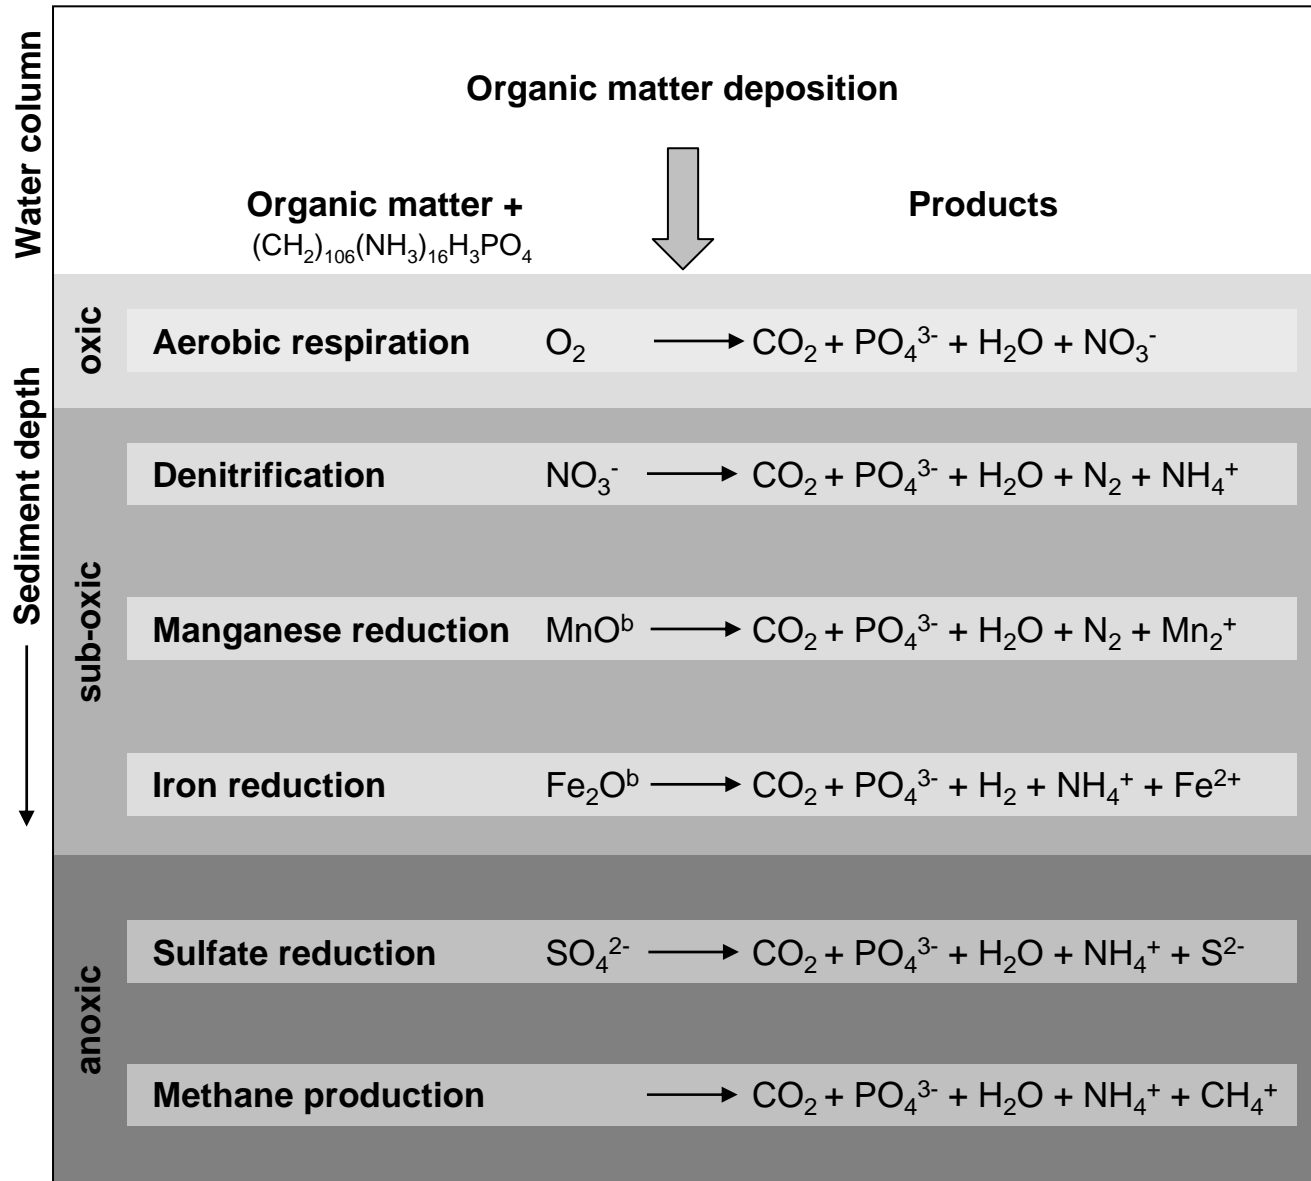 Water column
Organic matter deposition
Organic matter +
(CH₂)₁₀₆(NH₃)₁₆H₃PO₄
Products
oxic
Aerobic respiration O₂ → CO₂ + PO₄³⁻ + H₂O + NO₃⁻
Sediment depth
sub-oxic
Denitrification NO₃⁻ → CO₂ + PO₄³⁻ + H₂O + N₂ + NH₄⁺
Manganese reduction MnOᵇ → CO₂ + PO₄³⁻ + H₂O + N₂ + Mn₂⁺
Iron reduction Fe₂Oᵇ → CO₂ + PO₄³⁻ + H₂ + NH₄⁺ + Fe²⁺
anoxic
Sulfate reduction SO₄²⁻ → CO₂ + PO₄³⁻ + H₂O + NH₄⁺ + S²⁻
Methane production → CO₂ + PO₄³⁻ + H₂O + NH₄⁺ + CH₄⁺